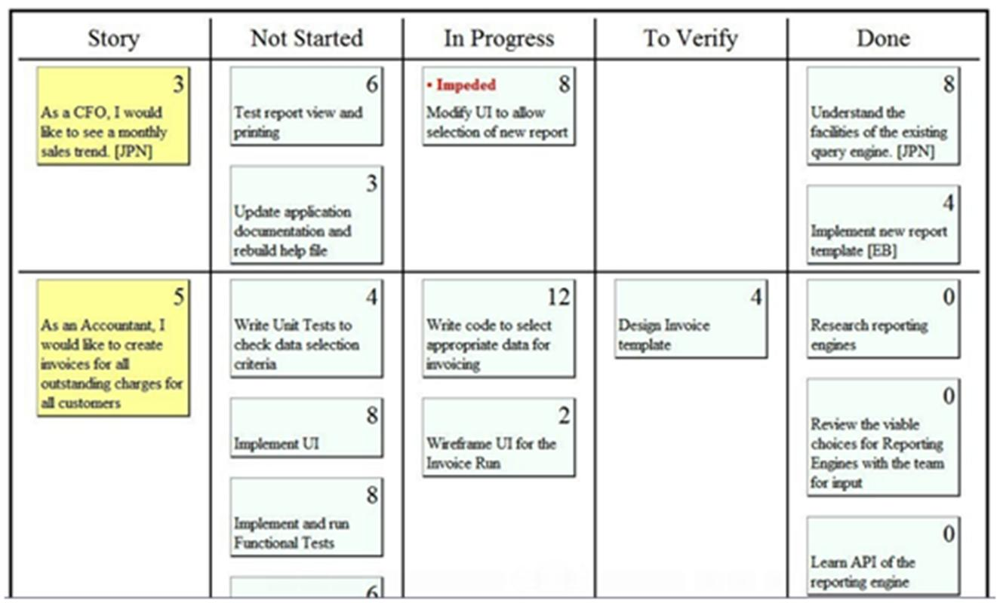 Story
Not Started
In Progress
To Verify
Done
3
As a CFO, I would
like to see a monthly
sales trend. [JPN]
6
Test report view and
printing
3
Update application
documentation and
rebuild help file
• Impeded 8
Modify UI to allow
selection of new report
8
Understand the
facilities of the existing
query engine. [JPN]
4
Implement new report
template [EB]
5
As an Accountant, I
would like to create
invoices for all
outstanding charges for
all customers
4
Write Unit Tests to
check data selection
criteria
8
Implement UI
8
Implement and run
Functional Tests
6
12
Write code to select
appropriate data for
invoicing
2
Wireframe UI for the
Invoice Run
4
Design Invoice
template
0
Research reporting
engines
0
Review the viable
choices for Reporting
Engines with the team
for input
0
Learn API of the
reporting engine